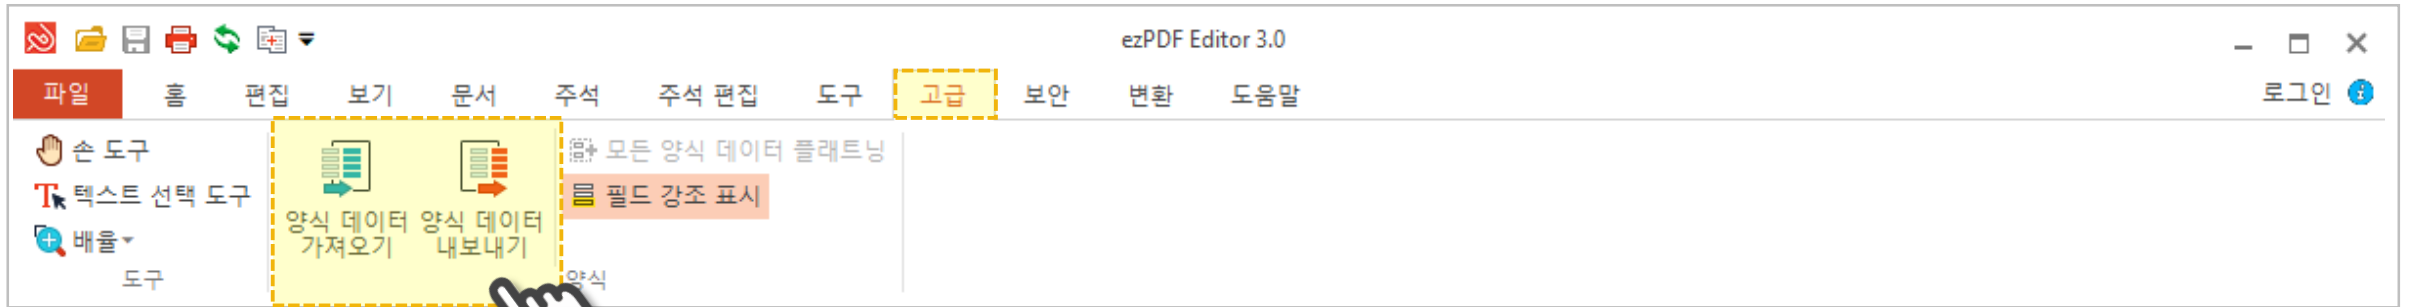 ezPDF Editor 3.0
파일 홈 편집 보기 문서 주석 주석 편집 도구 고급 보안 변환 도움말 로그인
손 도구
텍스트 선택 도구
배율
도구
양식 데이터
가져오기
양식 데이터
내보내기
모든 양식 데이터 플래트닝
필드 강조 표시
양식